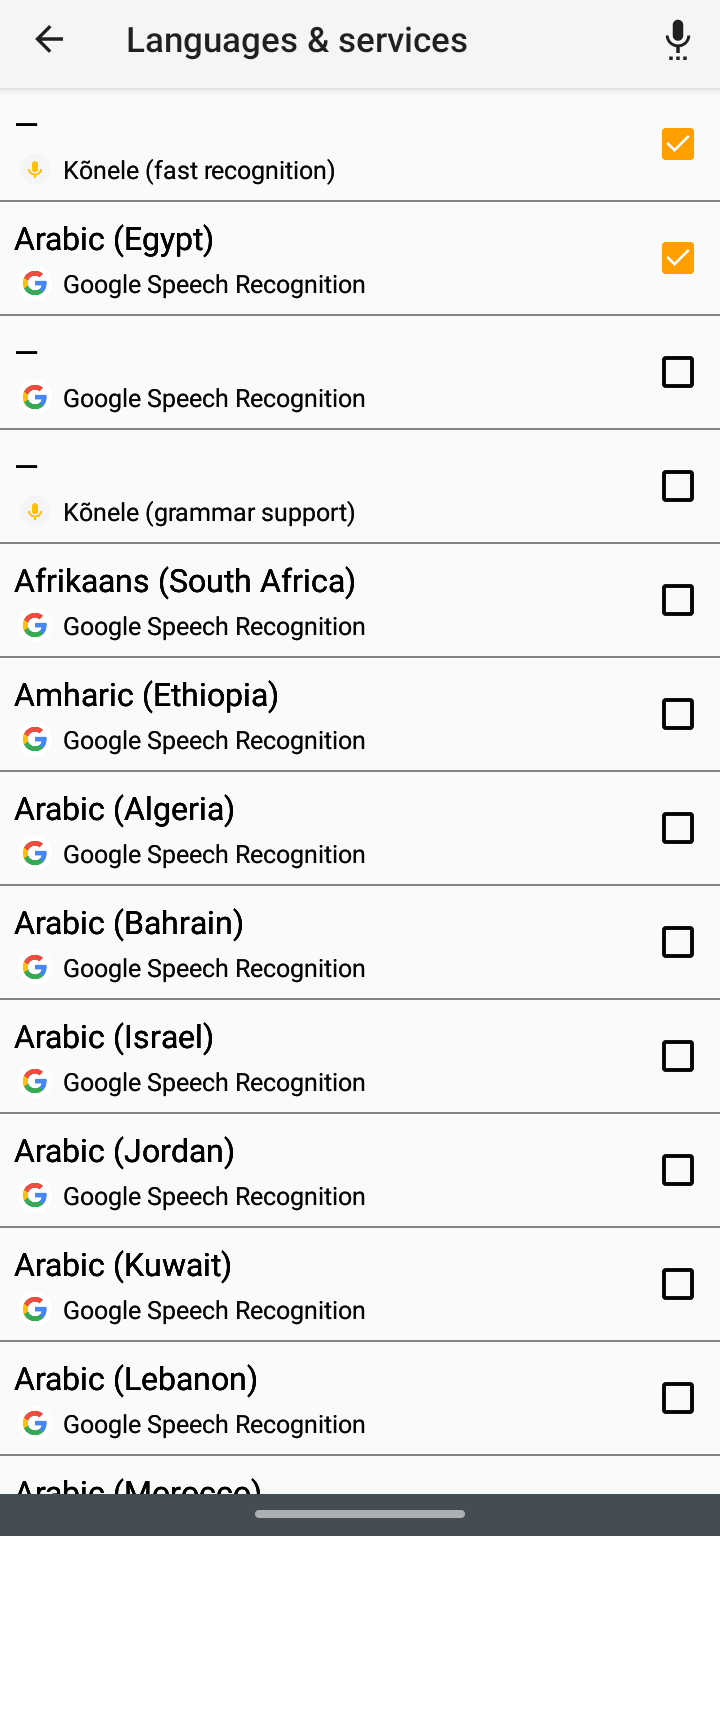 Languages & services
–
Kõnele (fast recognition)
Arabic (Egypt)
Google Speech Recognition
–
Google Speech Recognition
–
Kõnele (grammar support)
Afrikaans (South Africa)
Google Speech Recognition
Amharic (Ethiopia)
Google Speech Recognition
Arabic (Algeria)
Google Speech Recognition
Arabic (Bahrain)
Google Speech Recognition
Arabic (Israel)
Google Speech Recognition
Arabic (Jordan)
Google Speech Recognition
Arabic (Kuwait)
Google Speech Recognition
Arabic (Lebanon)
Google Speech Recognition
Arabic (Morocco)